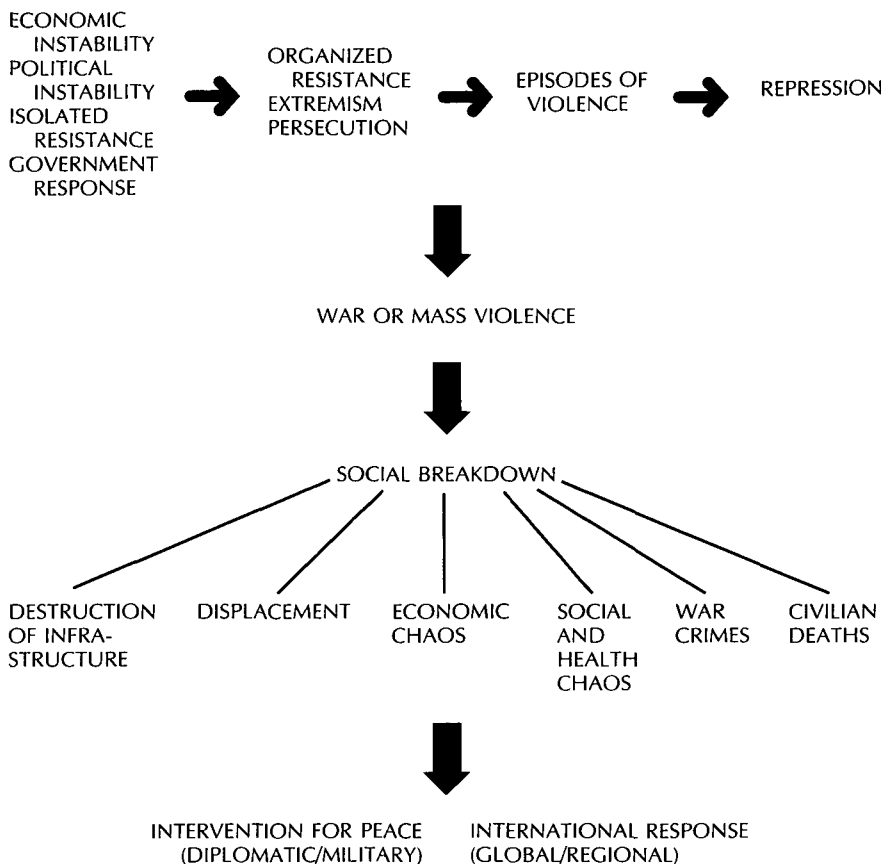 ECONOMIC
INSTABILITY
POLITICAL
INSTABILITY
ISOLATED
RESISTANCE
GOVERNMENT
RESPONSE
ORGANIZED
RESISTANCE
EXTREMISM
PERSECUTION
EPISODES OF
VIOLENCE
REPRESSION
WAR OR MASS VIOLENCE
SOCIAL BREAKDOWN
DESTRUCTION
OF INFRA-
STRUCTURE
DISPLACEMENT
ECONOMIC
CHAOS
SOCIAL
AND
HEALTH
CHAOS
WAR
CRIMES
CIVILIAN
DEATHS
INTERVENTION FOR PEACE
(DIPLOMATIC/MILITARY)
INTERNATIONAL RESPONSE
(GLOBAL/REGIONAL)